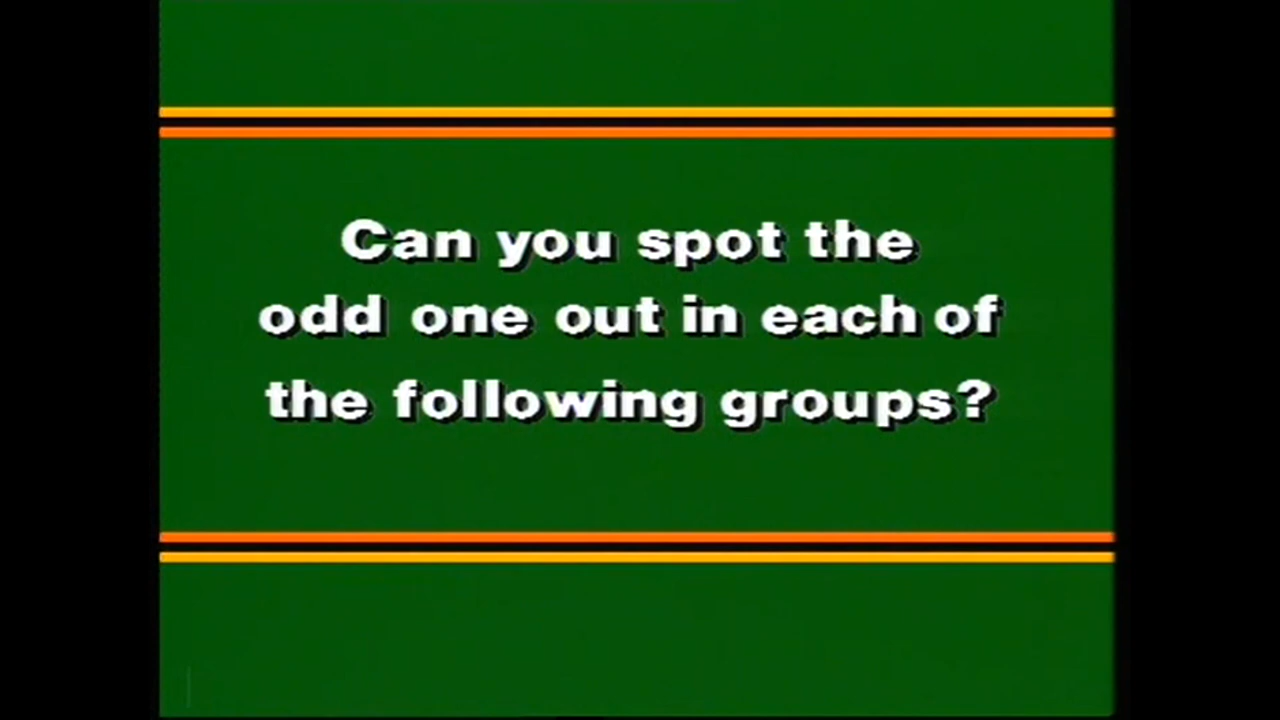 Can you spot the
odd one out in each of
the following groups?